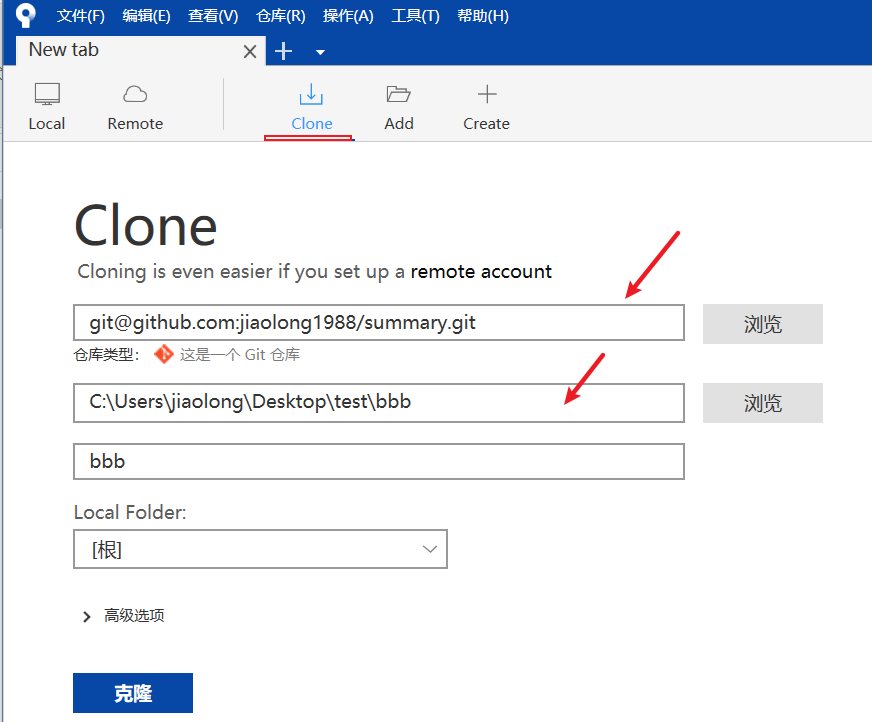 文件(F) 编辑(E) 查看(V) 仓库(R) 操作(A) 工具(T) 帮助(H)
New tab
Local Remote Clone Add Create
Clone
Cloning is even easier if you set up a remote account
git@github.com:jiaolong1988/summary.git 浏览
仓库类型: 这是一个 Git 仓库
C:\Users\jiaolong\Desktop\test\bbb 浏览
bbb
Local Folder:
[根]
高级选项
克隆